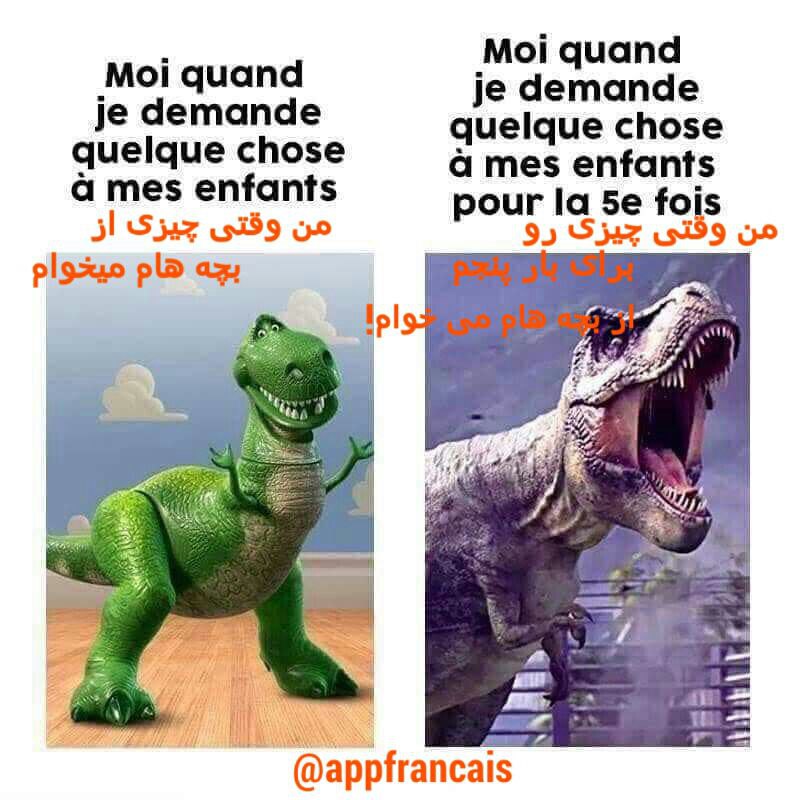 Moi quand
je demande
quelque chose
à mes enfants
من وقتی چیزی از
بچه هام میخوام
Moi quand
je demande
quelque chose
à mes enfants
pour la 5e fois
من وقتی چیزی رو
برای بار پنجم
از بچه هام می خوام!
@appfrancais